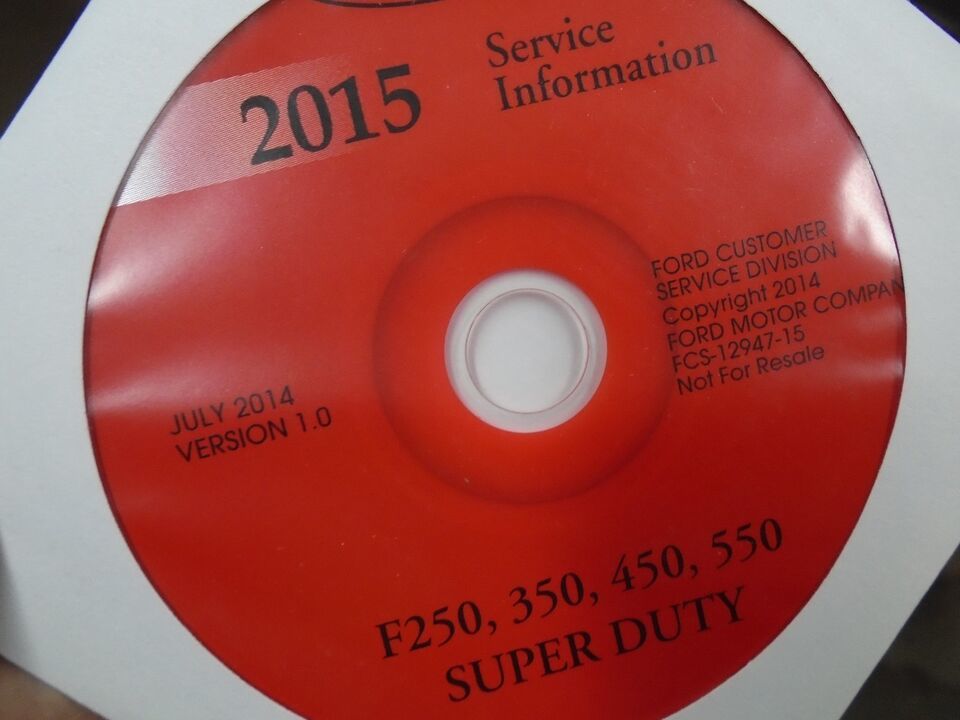 2015
Service
Information
FORD CUSTOMER
SERVICE DIVISION
Copyright 2014
FORD MOTOR COMPAN
FCS-12947-15
Not For Resale
JULY 2014
VERSION 1.0
F250, 350, 450, 550
SUPER DUTY